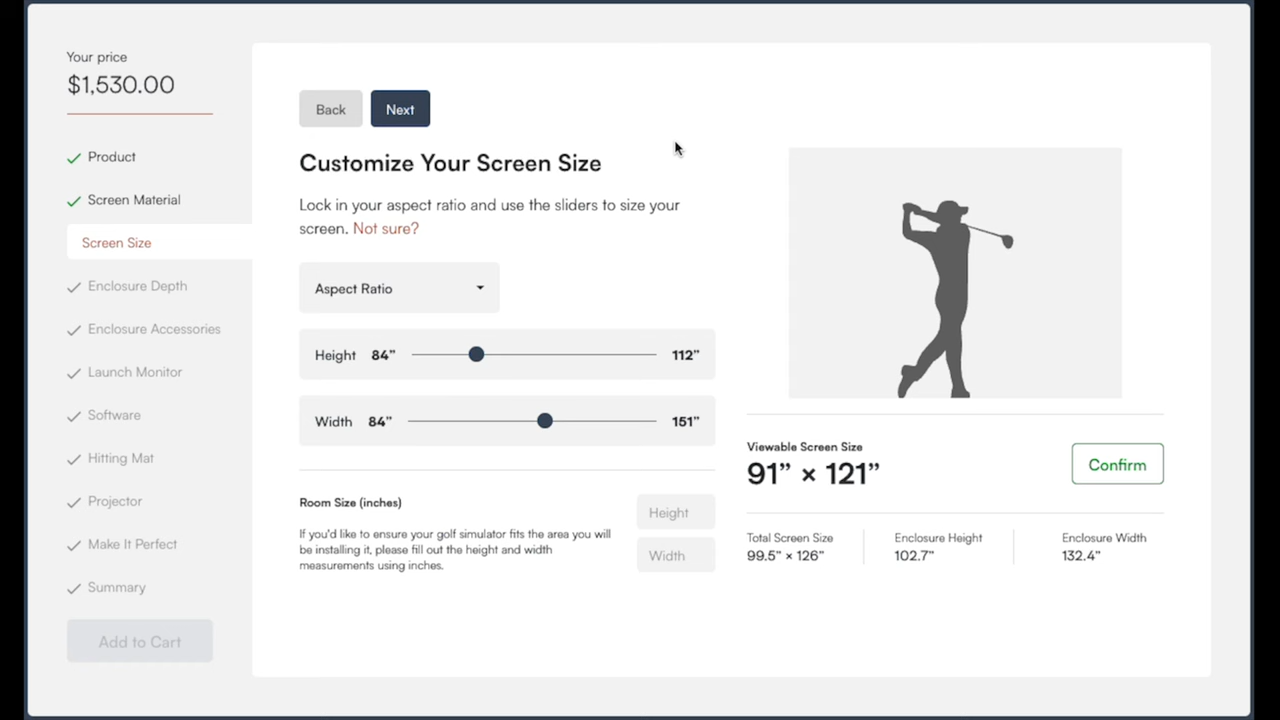 Your price
$1,530.00
Product
Screen Material
Screen Size
Enclosure Depth
Enclosure Accessories
Launch Monitor
Software
Hitting Mat
Projector
Make It Perfect
Summary
Add to Cart
Back
Next
Customize Your Screen Size
Lock in your aspect ratio and use the sliders to size your
screen. Not sure?
Aspect Ratio
Height 84” 112”
Width 84” 151”
Room Size (inches)
If you'd like to ensure your golf simulator fits the area you will
be installing it, please fill out the height and width
measurements using inches.
Height
Width
Viewable Screen Size
91” × 121”
Confirm
Total Screen Size
99.5” × 126”
Enclosure Height
102.7”
Enclosure Width
132.4”